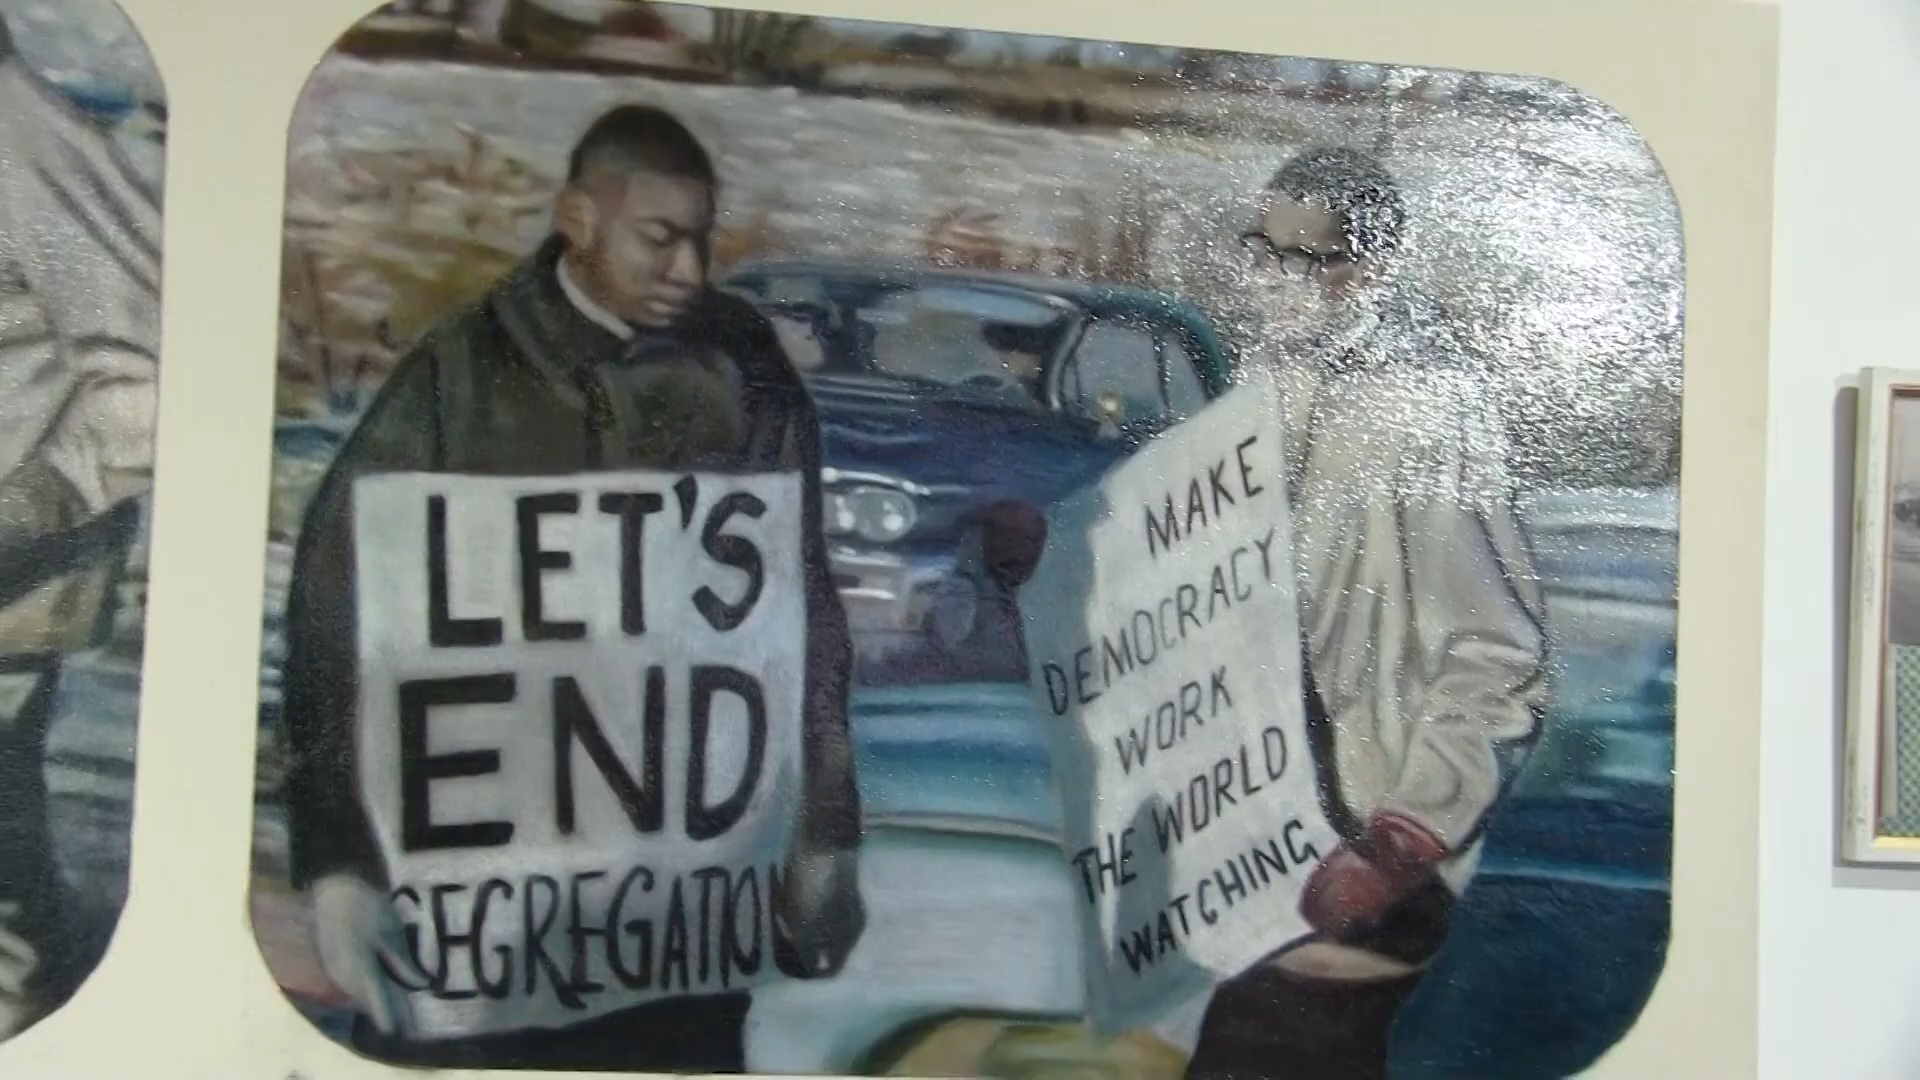 LET'S
END
SEGREGATION
MAKE
DEMOCRACY
WORK
THE WORLD
WATCHING